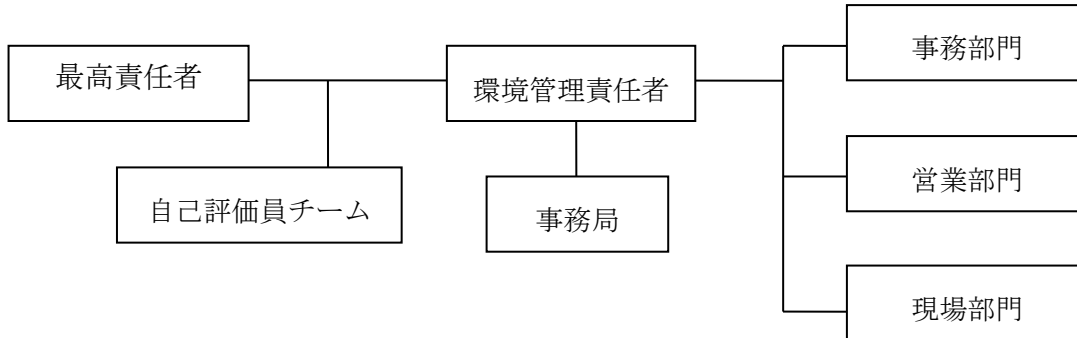 最高責任者
環境管理責任者
事務部門
自己評価員チーム
事務局
営業部門
現場部門